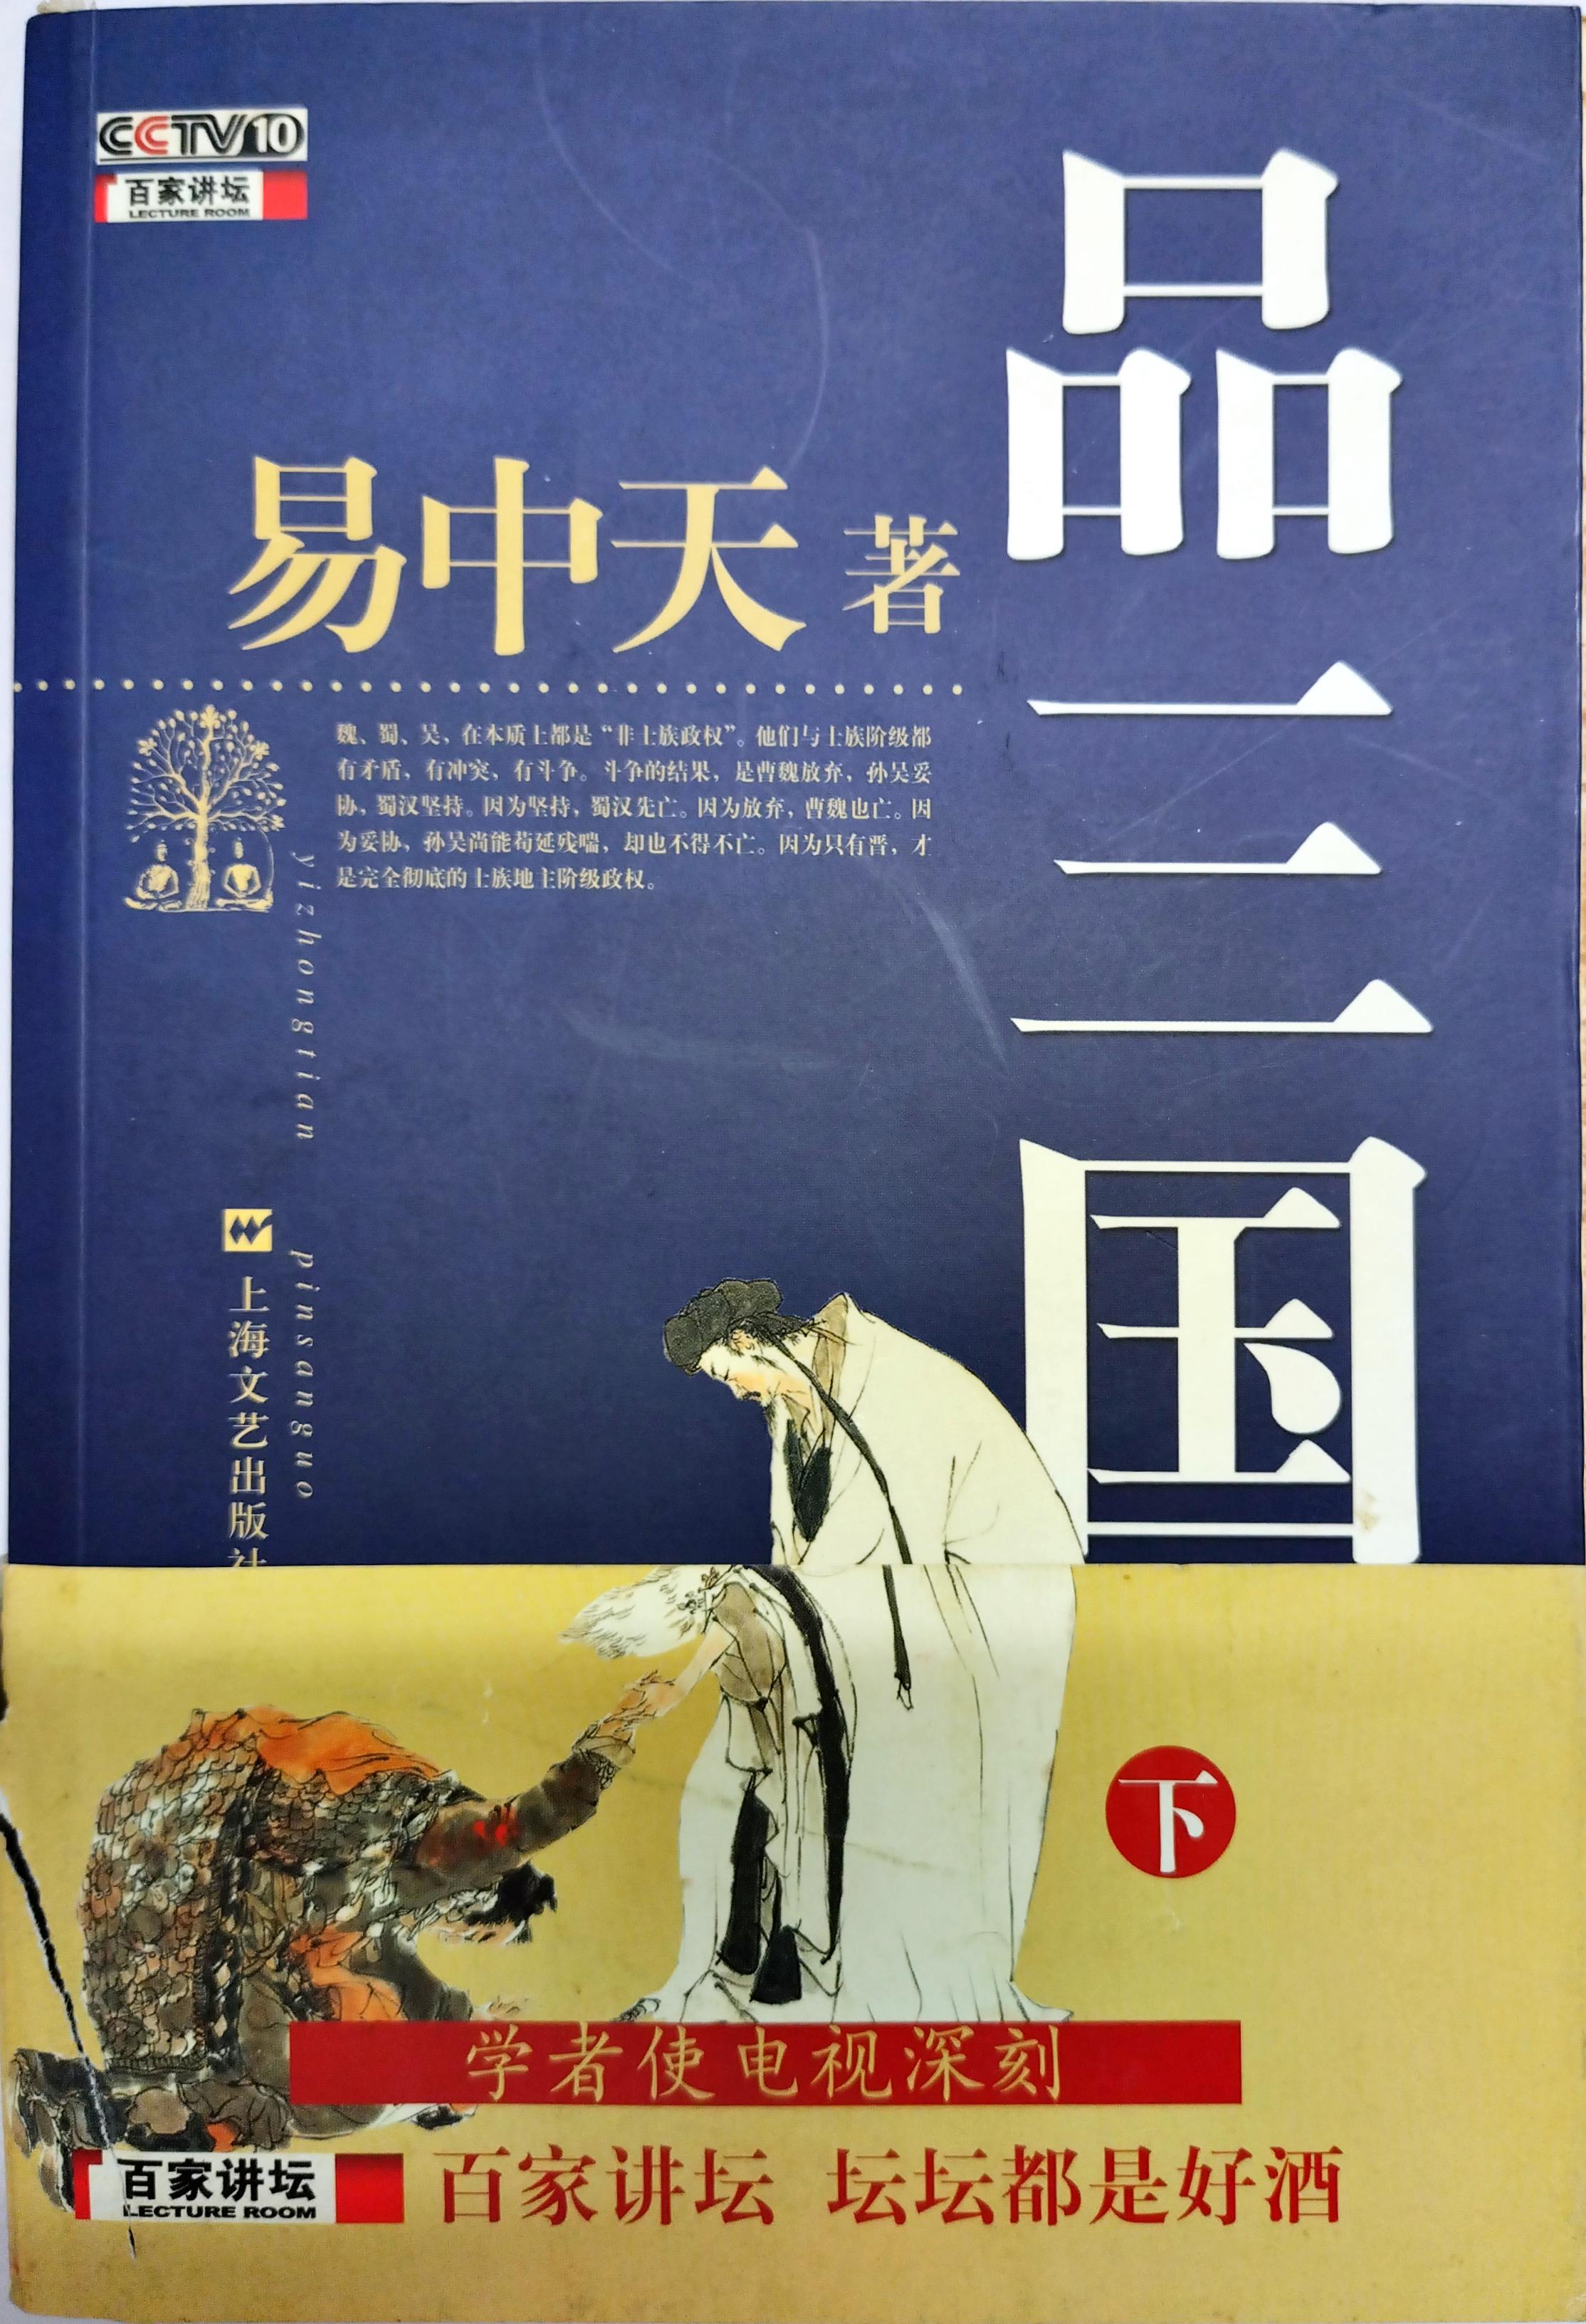 CCTV10
百家讲坛
LECTURE ROOM
品三国
易中天 著
魏、蜀、吴，在本质上都是“非士族政权”。他们与士族阶级都
有矛盾，有冲突，有斗争。斗争的结果，是曹魏放弃，孙吴妥
协，蜀汉坚持。因为坚持，蜀汉先亡。因为放弃，曹魏也亡。因
为妥协，孙吴尚能苟延残喘，却也不得不亡。因为只有晋，才
是完全彻底的士族地主阶级政权。
yizhongtian
pinsanguo
上海文艺出版社
下
学者使电视深刻
百家讲坛
LECTURE ROOM
百家讲坛 坛坛都是好酒